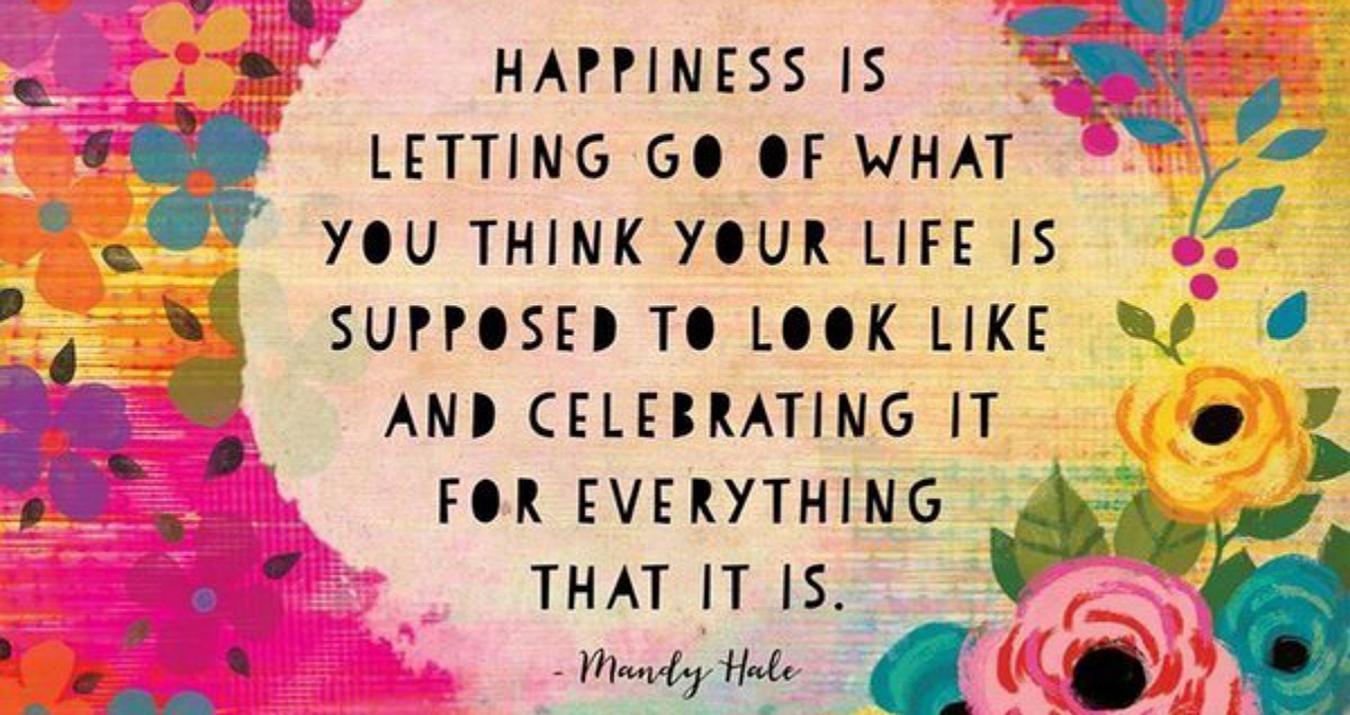 HAPPINESS IS
LETTING GO OF WHAT
YOU THINK YOUR LIFE IS
SUPPOSED TO LOOK LIKE
AND CELEBRATING IT
FOR EVERYTHING
THAT IT IS.
- Mandy Hale